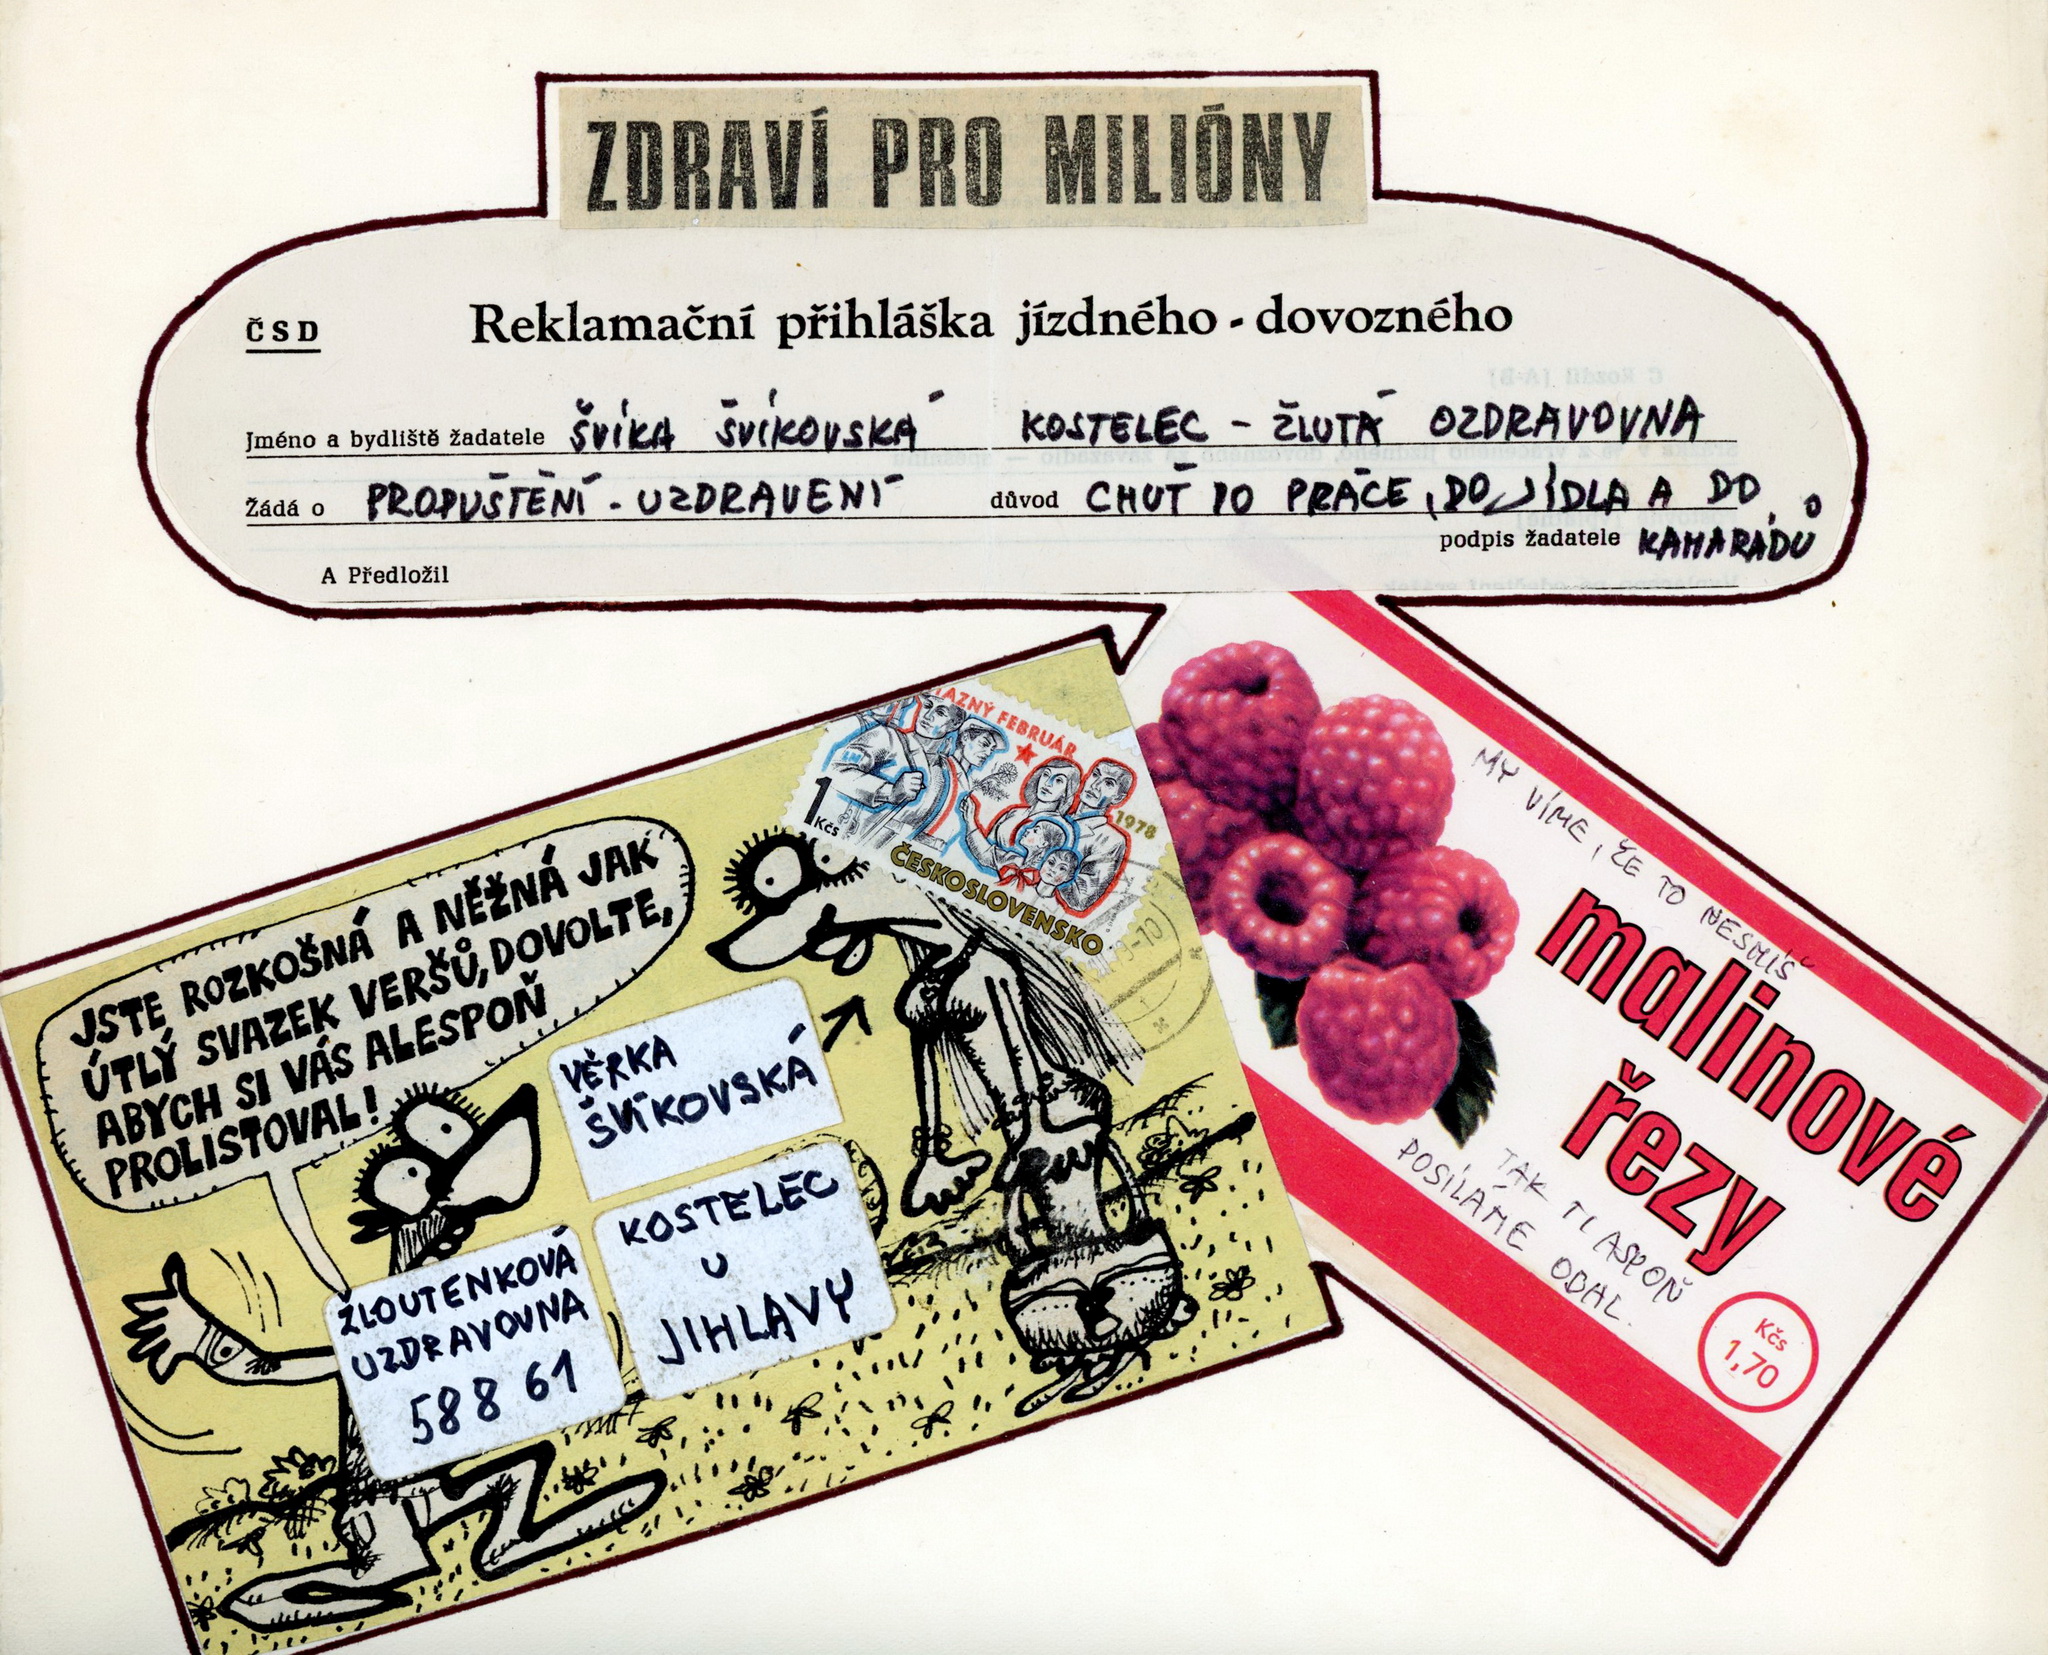 ZDRAVÍ PRO MILIÓNY
ČSD
Reklamační přihláška jízdného - dovozného
Jméno a bydliště žadatele ŠVÍKA ŠVÍKOVSKÁ KOSTELEC - ŽLUTÁ OZDRAVOVNA
Žádá o PROPUŠTĚNÍ - UZDRAVENÍ důvod CHUŤ DO PRÁCE, DO JÍDLA A DO
podpis žadatele KAMARÁDŮ
A Předložil
JSTE ROZKOŠNÁ A NĚŽNÁ JAK
ÚTLÝ SVAZEK VERŠŮ, DOVOLTE,
ABYCH SI VÁS ALESPOŇ
PROLISTOVAL!
ÍAZNÝ FEBRUÁR
1978
1 Kčs
ČESKOSLOVENSKO
VĚRKA
ŠVÍKOVSKÁ
KOSTELEC
U
JIHLAVY
ŽLOUTENKOVÁ
UZDRAVOVNA
588 61
MY VÍME, ŽE TO NESMÍŠ
malinové
řezy
TAK TI ASPOŇ
POSÍLÁME OBAL.
Kčs
1,70